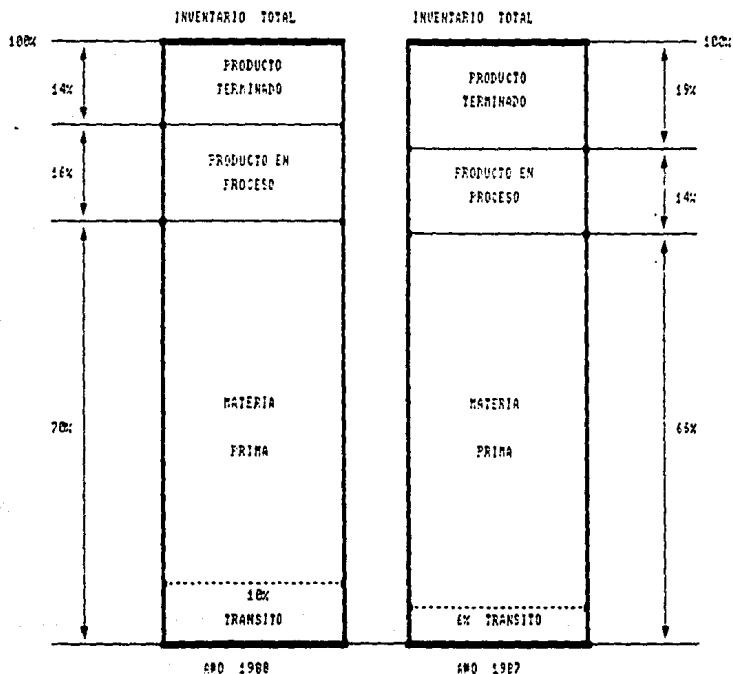 INVENTARIO TOTAL
INVENTARIO TOTAL
100%
100%
PRODUCTO
TERMINADO
14%
PRODUCTO
TERMINADO
19%
PRODUCTO EN
PROCESO
16%
PRODUCTO EN
PROCESO
14%
MATERIA
PRIMA
70%
MATERIA
PRIMA
10%
TRANSITO
6% TRANSITO
AÑO 1988
AÑO 1987